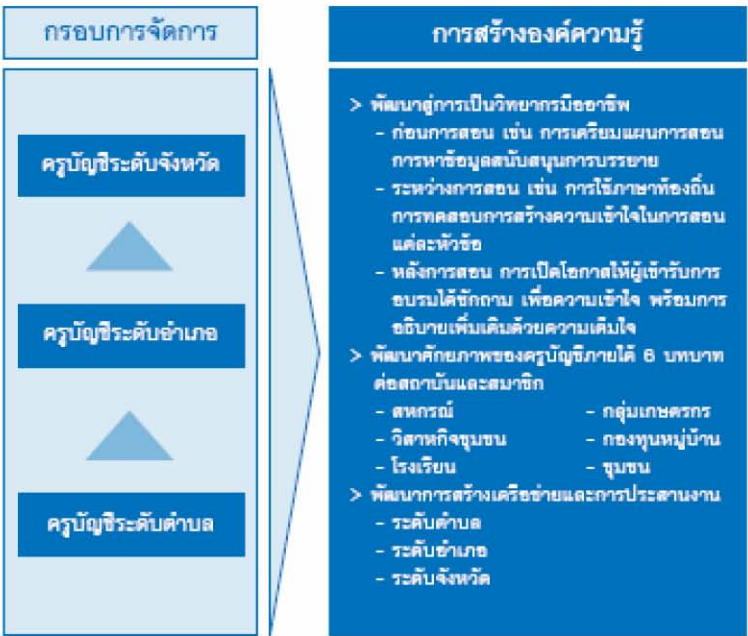 กรอบการจัดการ
ครูบัญชีระดับจังหวัด
ครูบัญชีระดับอำเภอ
ครูบัญชีระดับตำบล
การสร้างองค์ความรู้
> พัฒนาสู่การเป็นวิทยากรมืออาชีพ
- ก่อนการสอน เช่น การเตรียมแผนการสอน
การหาข้อมูลสนับสนุนการบรรยาย
- ระหว่างการสอน เช่น การใช้ภาษาท้องถิ่น
การทดสอบการสร้างความเข้าใจในการสอน
แต่ละหัวข้อ
- หลังการสอน การเปิดโอกาสให้ผู้เข้ารับการ
อบรมได้ซักถาม เพื่อความเข้าใจ พร้อมการ
อธิบายเพิ่มเติมด้วยความเต็มใจ
> พัฒนาศักยภาพของครูบัญชีภายใต้ 6 บทบาท
ต่อสถาบันและสมาชิก
- สหกรณ์ - กลุ่มเกษตรกร
- วิสาหกิจชุมชน - กองทุนหมู่บ้าน
- โรงเรียน - ชุมชน
> พัฒนาการสร้างเครือข่ายและการประสานงาน
- ระดับตำบล
- ระดับอำเภอ
- ระดับจังหวัด